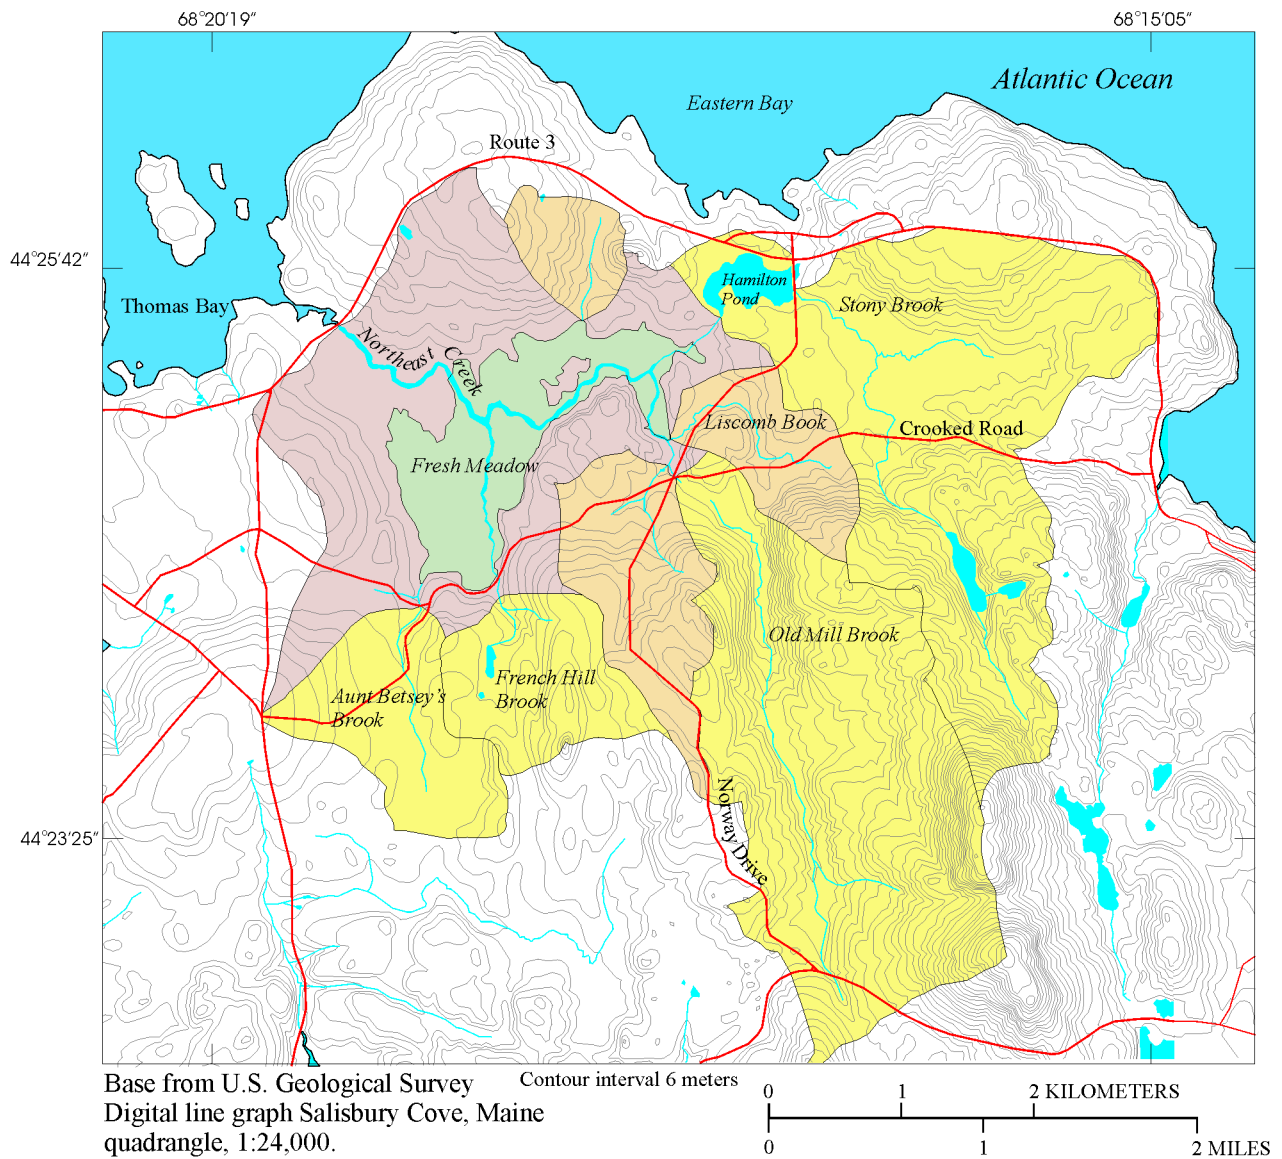 68°20'19"
68°15'05"
Atlantic Ocean
Eastern Bay
Route 3
44°25'42"
Hamilton
Pond
Thomas Bay
Stony Brook
Northeast Creek
Liscomb Book
Crooked Road
Fresh Meadow
Old Mill Brook
French Hill
Brook
Aunt Betsey's
Brook
Norway Drive
44°23'25"
Base from U.S. Geological Survey
Digital line graph Salisbury Cove, Maine
quadrangle, 1:24,000.
Contour interval 6 meters
0 1 2 KILOMETERS
0 1 2 MILES